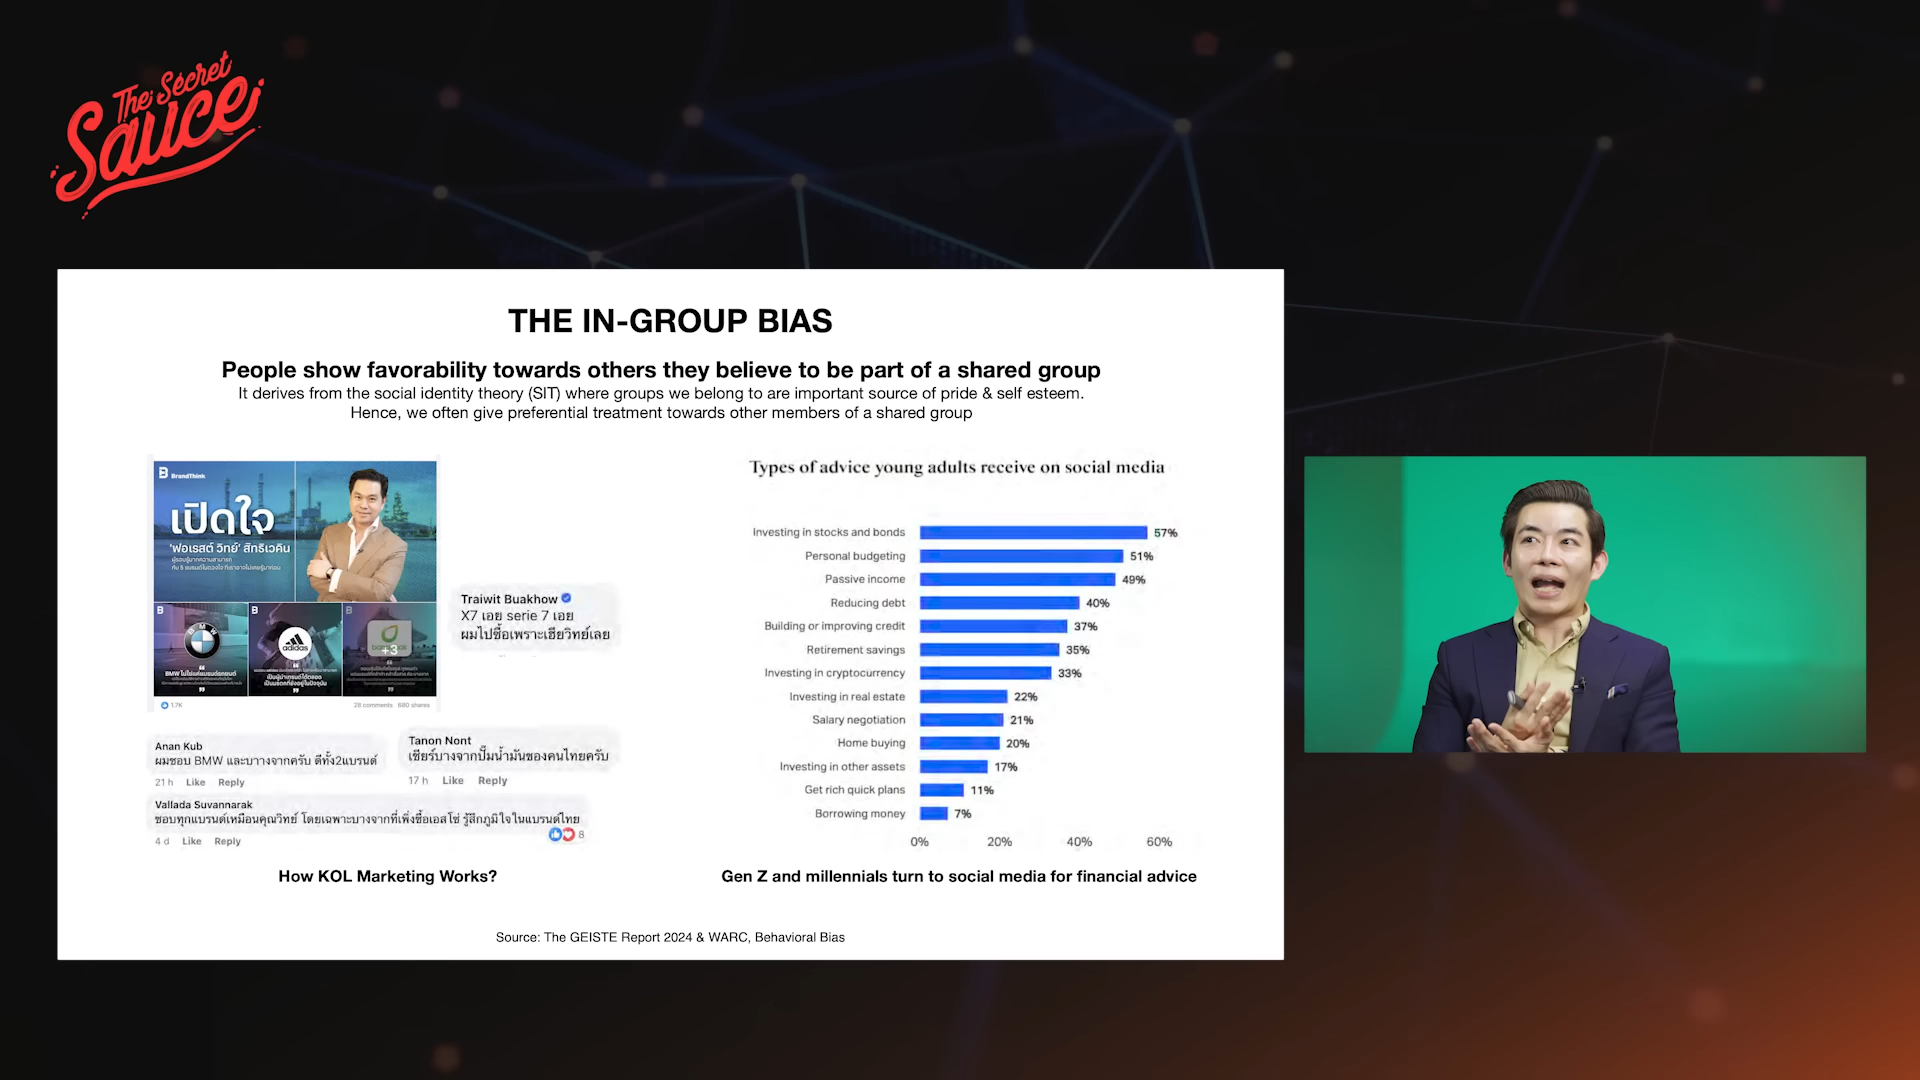 The Secret
Sauce
THE IN-GROUP BIAS
People show favorability towards others they believe to be part of a shared group
It derives from the social identity theory (SIT) where groups we belong to are important source of pride & self esteem.
Hence, we often give preferential treatment towards other members of a shared group
BrandThink
เปิดใจ
'ฟอเรสต์ วิทย์' สิทธิเวคิน
BMW
adidas
+3
1.7K
28 comments 680 shares
Traiwit Buakhow
X7 เอย serie 7 เอย
ผมไปซื้อเพราะเฮียวิทย์เลย
Anan Kub
ผมชอบ BMW และบาางจากครับ ดีทั้ง2แบรนด์
21 h Like Reply
Tanon Nont
เชียร์บางจากปั๊มน้ำมันของคนไทยครับ
17 h Like Reply
Vallada Suvannarak
ชอบทุกแบรนด์เหมือนคุณวิทย์ โดยเฉพาะบางจากที่เพิ่งซื้อเอสโซ่ รู้สึกภูมิใจในแบรนด์ไทย
8
4 d Like Reply
How KOL Marketing Works?
Types of advice young adults receive on social media
Investing in stocks and bonds 57%
Personal budgeting 51%
Passive income 49%
Reducing debt 40%
Building or improving credit 37%
Retirement savings 35%
Investing in cryptocurrency 33%
Investing in real estate 22%
Salary negotiation 21%
Home buying 20%
Investing in other assets 17%
Get rich quick plans 11%
Borrowing money 7%
0% 20% 40% 60%
Gen Z and millennials turn to social media for financial advice
Source: The GEISTE Report 2024 & WARC, Behavioral Bias